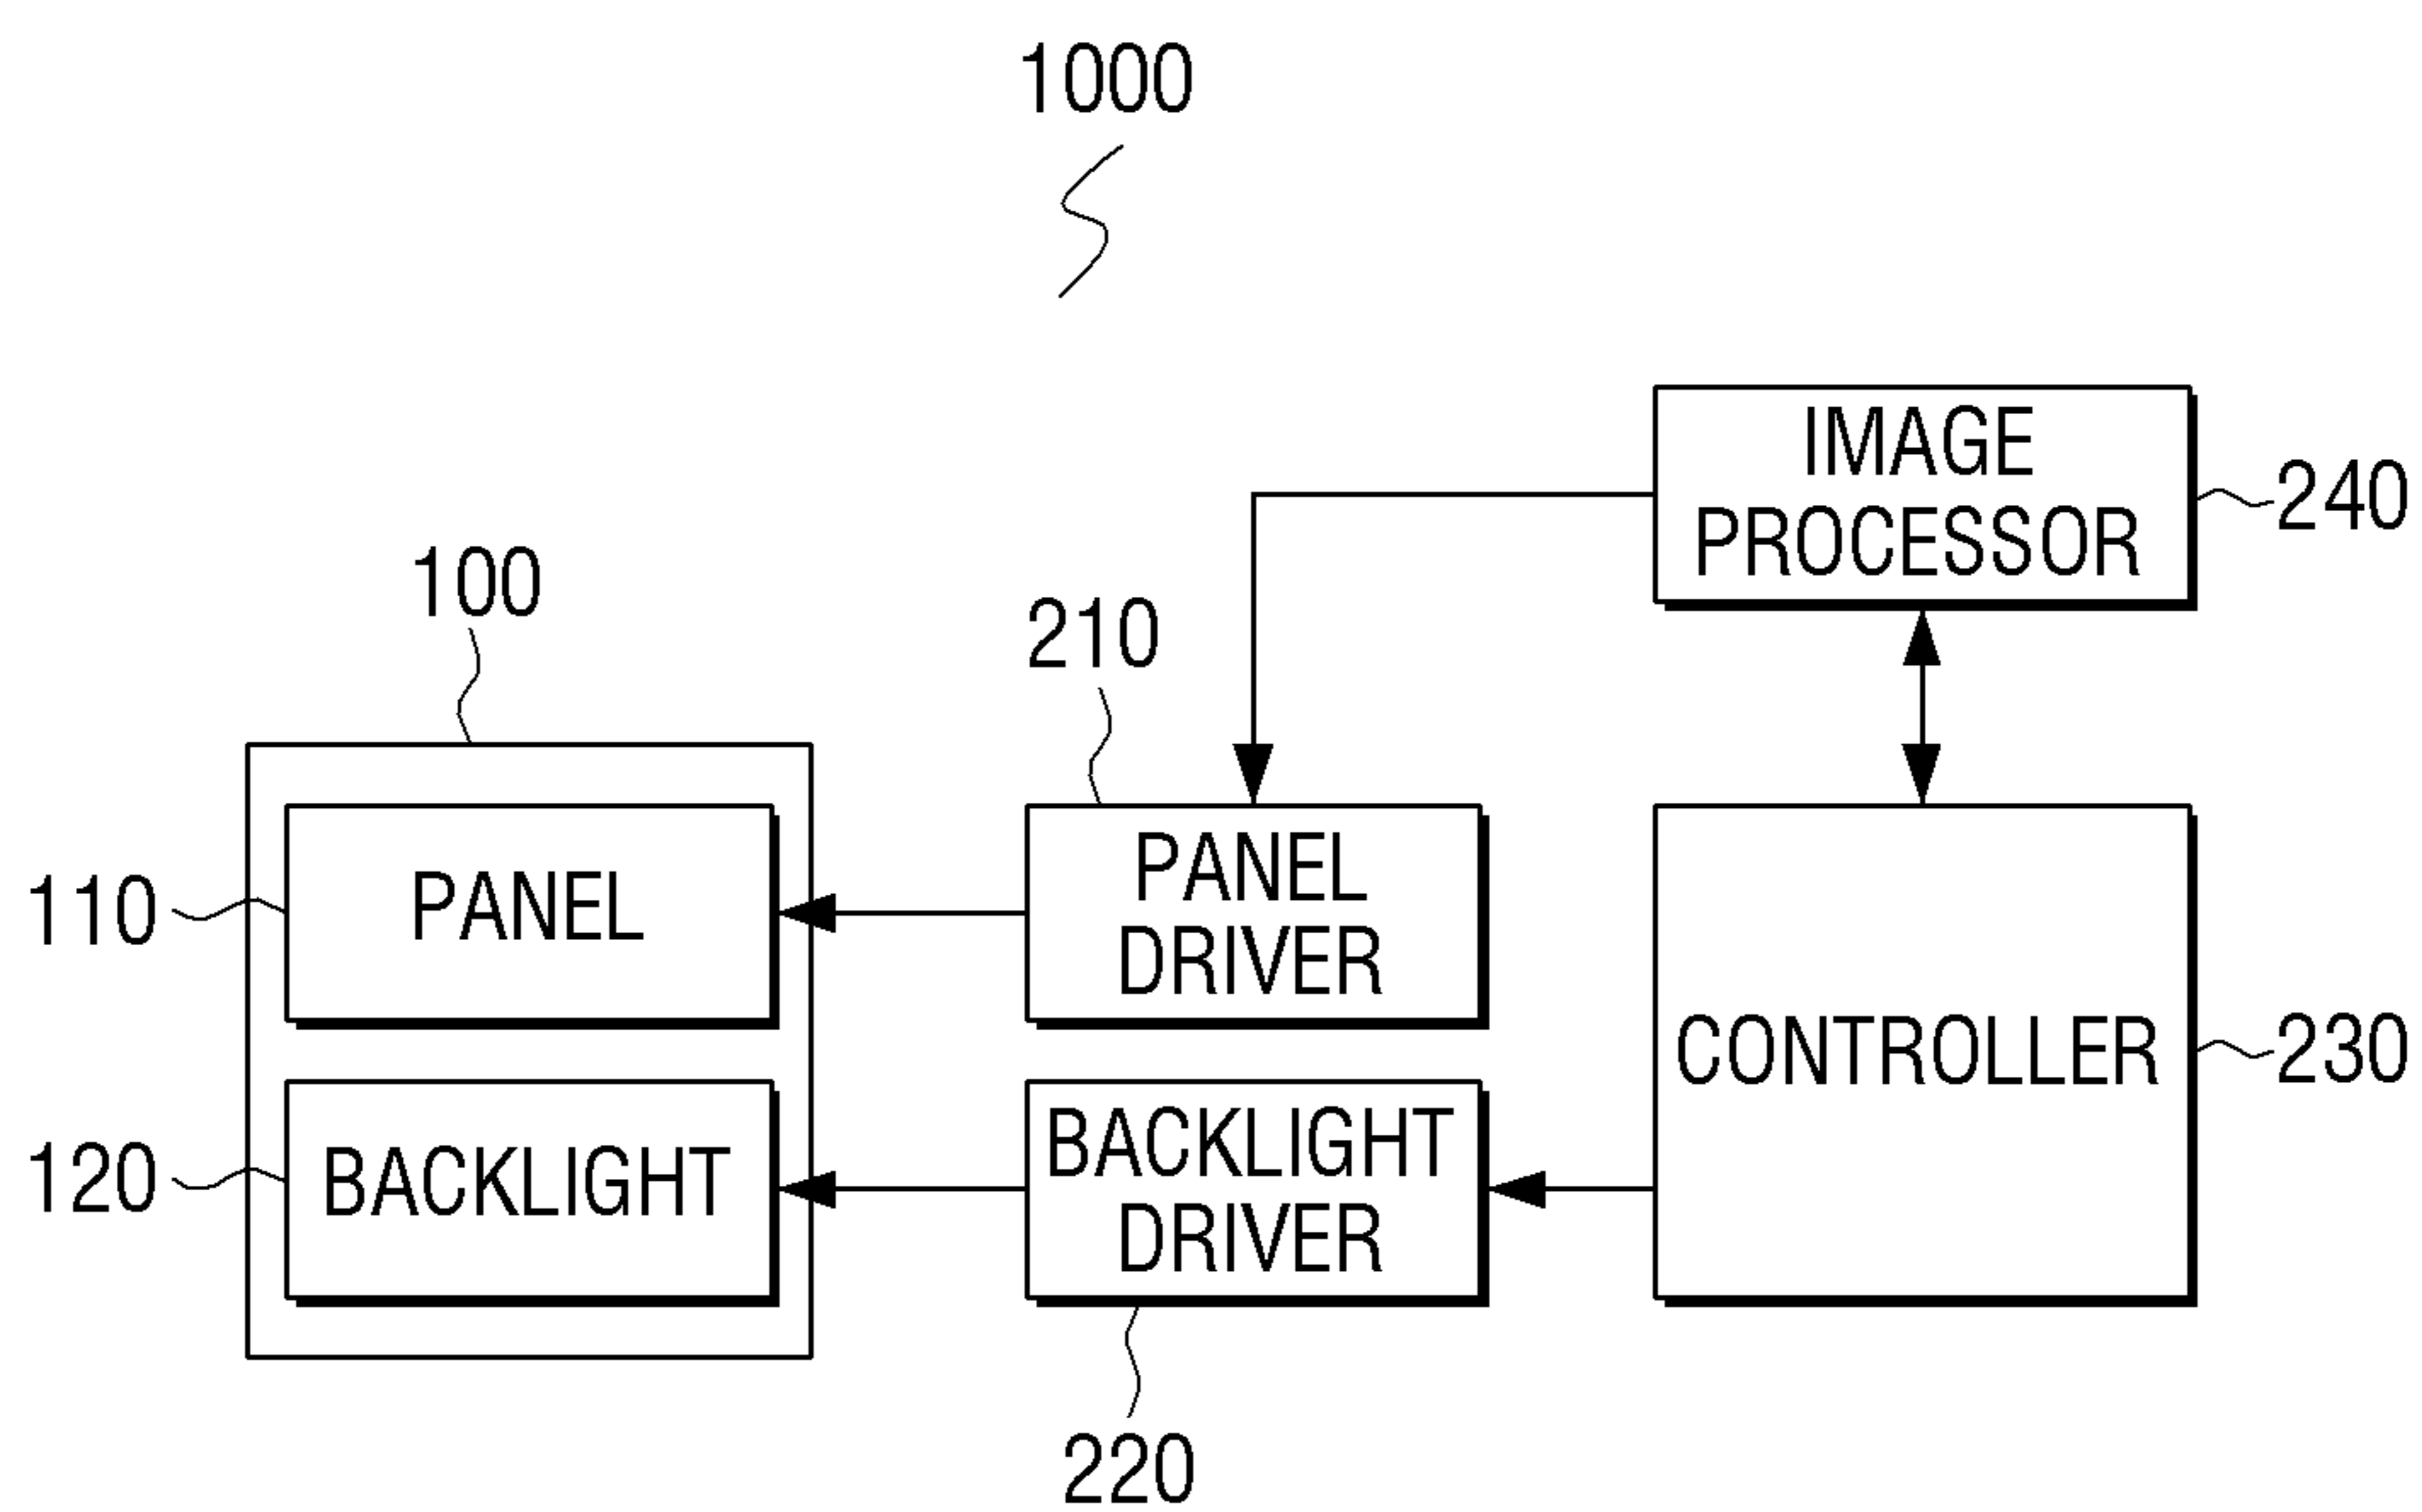 1000
IMAGE
PROCESSOR
240
100
210
PANEL
110
PANEL
DRIVER
CONTROLLER
230
BACKLIGHT
120
BACKLIGHT
DRIVER
220